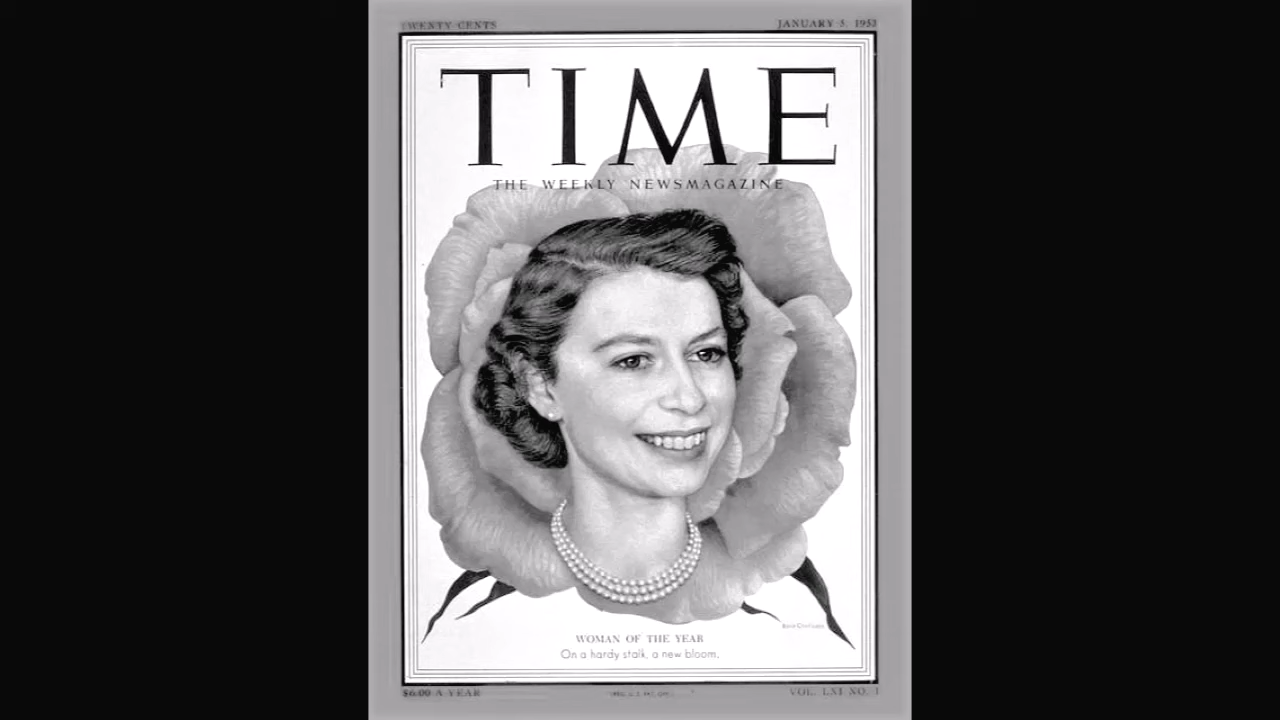 TWENTY CENTS
JANUARY 5, 1953
TIME
THE WEEKLY NEWSMAGAZINE
WOMAN OF THE YEAR
On a hardy stalk, a new bloom.
$6.00 A YEAR
VOL. LXI NO. 1